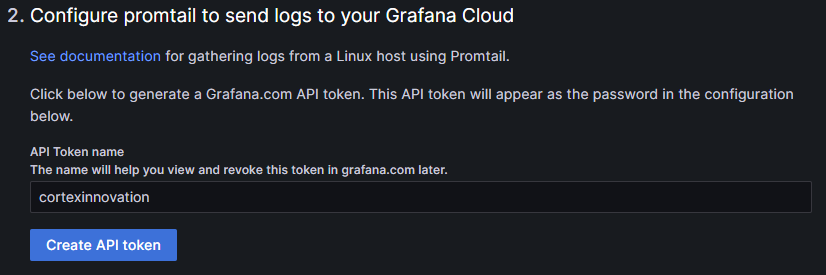 2. Configure promtail to send logs to your Grafana Cloud
See documentation for gathering logs from a Linux host using Promtail.
Click below to generate a Grafana.com API token. This API token will appear as the password in the configuration
below.
API Token name
The name will help you view and revoke this token in grafana.com later.
cortexinnovation
Create API token